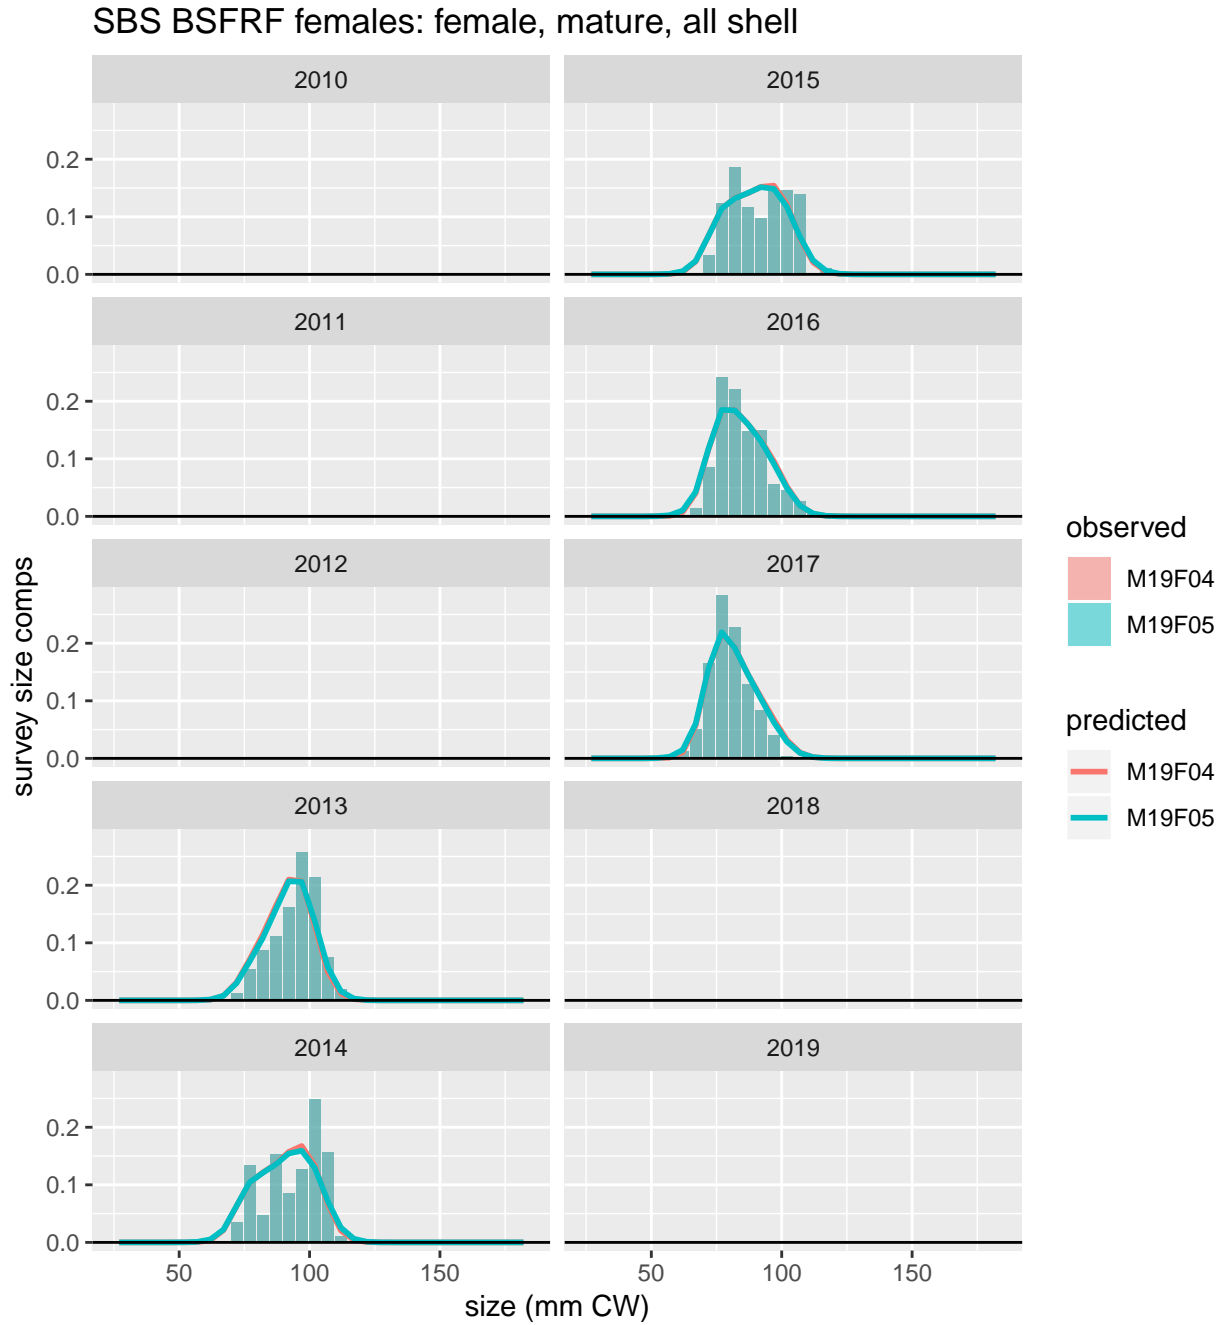 SBS BSFRF females: female, mature, all shell
2010
2015
0.2
0.1
0.0
2011
2016
0.2
0.1
0.0
2012
2017
0.2
0.1
0.0
2013
2018
0.2
0.1
0.0
2014
2019
0.2
0.1
0.0
50 100 150
50 100 150
size (mm CW)
survey size comps
observed
M19F04
M19F05
predicted
M19F04
M19F05